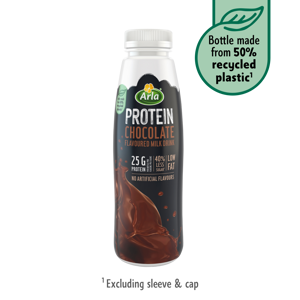 Bottle made
from 50%
recycled
plastic¹
Arla
PROTEIN
CHOCOLATE
FLAVOURED MILK DRINK
25G
PROTEIN
40%
LESS
SUGAR
LOW
FAT
NO ARTIFICIAL FLAVOURS
¹Excluding sleeve & cap